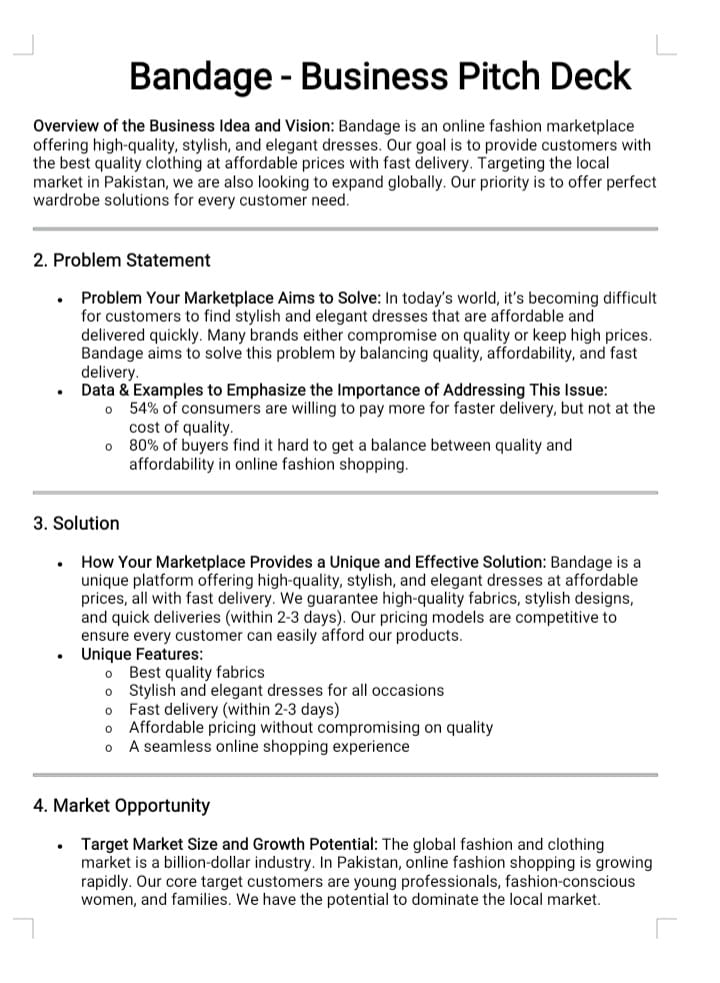 Bandage - Business Pitch Deck
Overview of the Business Idea and Vision: Bandage is an online fashion marketplace
offering high-quality, stylish, and elegant dresses. Our goal is to provide customers with
the best quality clothing at affordable prices with fast delivery. Targeting the local
market in Pakistan, we are also looking to expand globally. Our priority is to offer perfect
wardrobe solutions for every customer need.
2. Problem Statement
• Problem Your Marketplace Aims to Solve: In today's world, it's becoming difficult
for customers to find stylish and elegant dresses that are affordable and
delivered quickly. Many brands either compromise on quality or keep high prices.
Bandage aims to solve this problem by balancing quality, affordability, and fast
delivery.
• Data & Examples to Emphasize the Importance of Addressing This Issue:
o 54% of consumers are willing to pay more for faster delivery, but not at the
cost of quality.
o 80% of buyers find it hard to get a balance between quality and
affordability in online fashion shopping.
3. Solution
• How Your Marketplace Provides a Unique and Effective Solution: Bandage is a
unique platform offering high-quality, stylish, and elegant dresses at affordable
prices, all with fast delivery. We guarantee high-quality fabrics, stylish designs,
and quick deliveries (within 2-3 days). Our pricing models are competitive to
ensure every customer can easily afford our products.
• Unique Features:
o Best quality fabrics
o Stylish and elegant dresses for all occasions
o Fast delivery (within 2-3 days)
o Affordable pricing without compromising on quality
o A seamless online shopping experience
4. Market Opportunity
• Target Market Size and Growth Potential: The global fashion and clothing
market is a billion-dollar industry. In Pakistan, online fashion shopping is growing
rapidly. Our core target customers are young professionals, fashion-conscious
women, and families. We have the potential to dominate the local market.